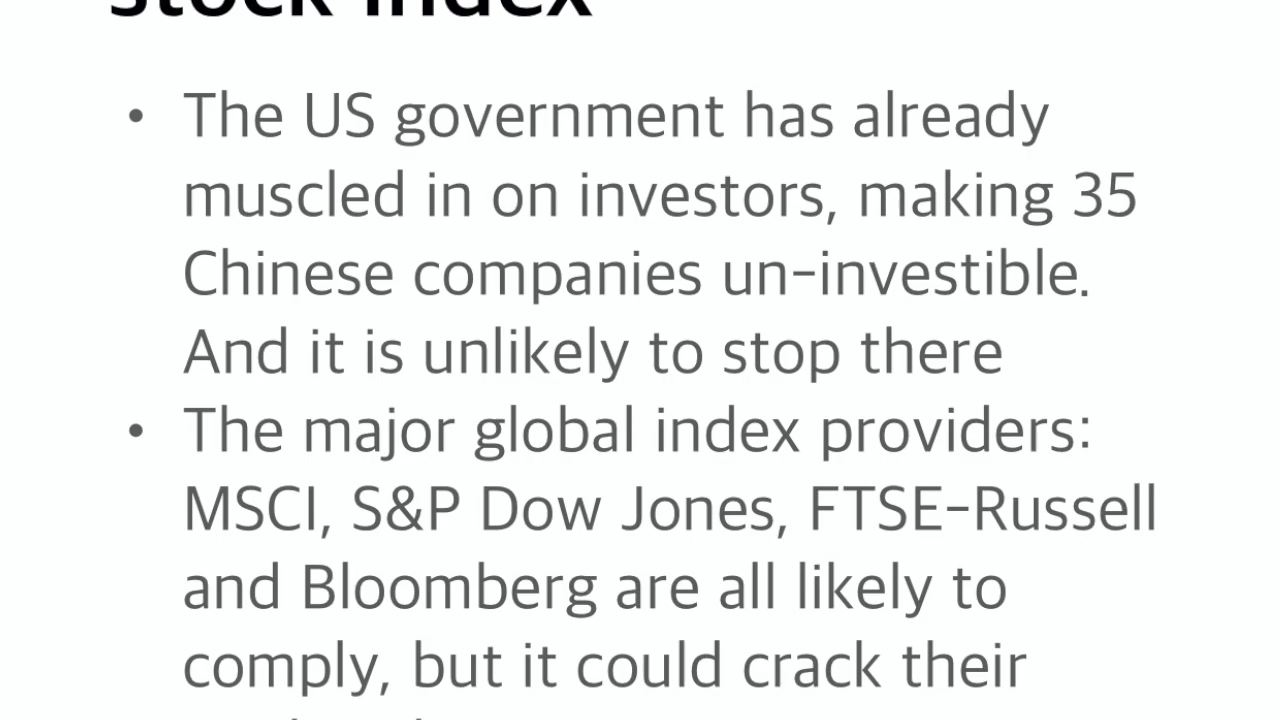 Stock Index
• The US government has already
muscled in on investors, making 35
Chinese companies un-investible.
And it is unlikely to stop there
• The major global index providers:
MSCI, S&P Dow Jones, FTSE-Russell
and Bloomberg are all likely to
comply, but it could crack their